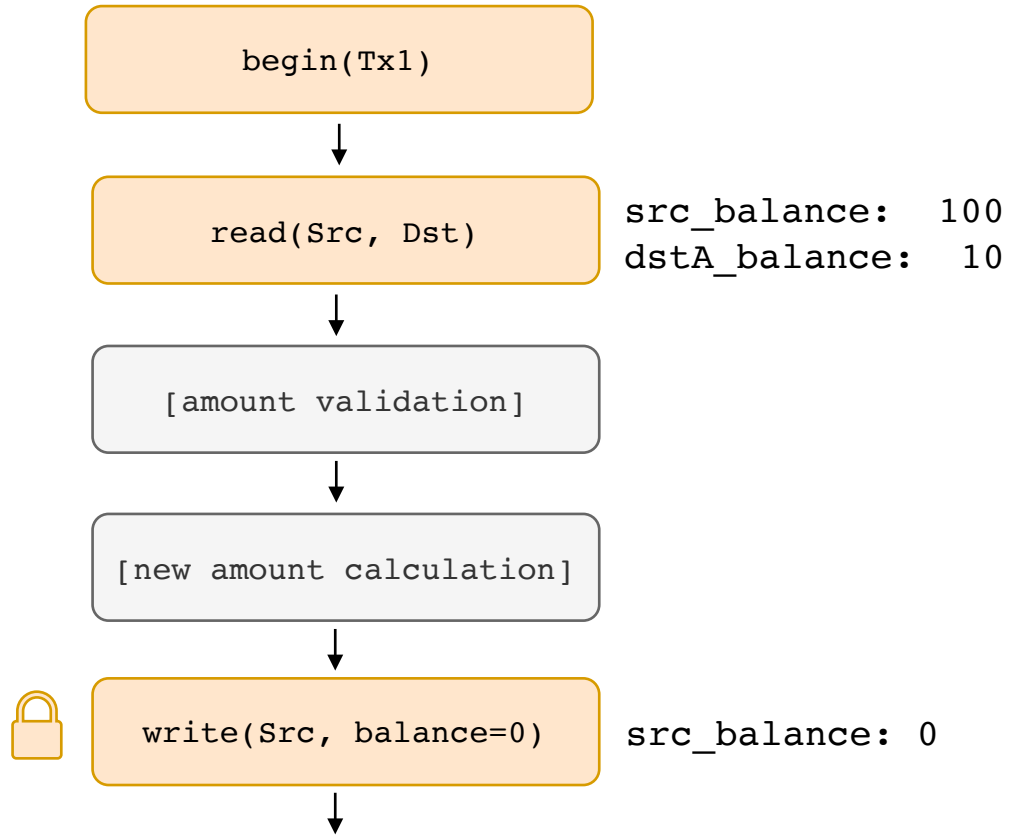 begin(Tx1)
read(Src, Dst)
src_balance: 100
dstA_balance: 10
[amount validation]
[new amount calculation]
write(Src, balance=0)
src_balance: 0